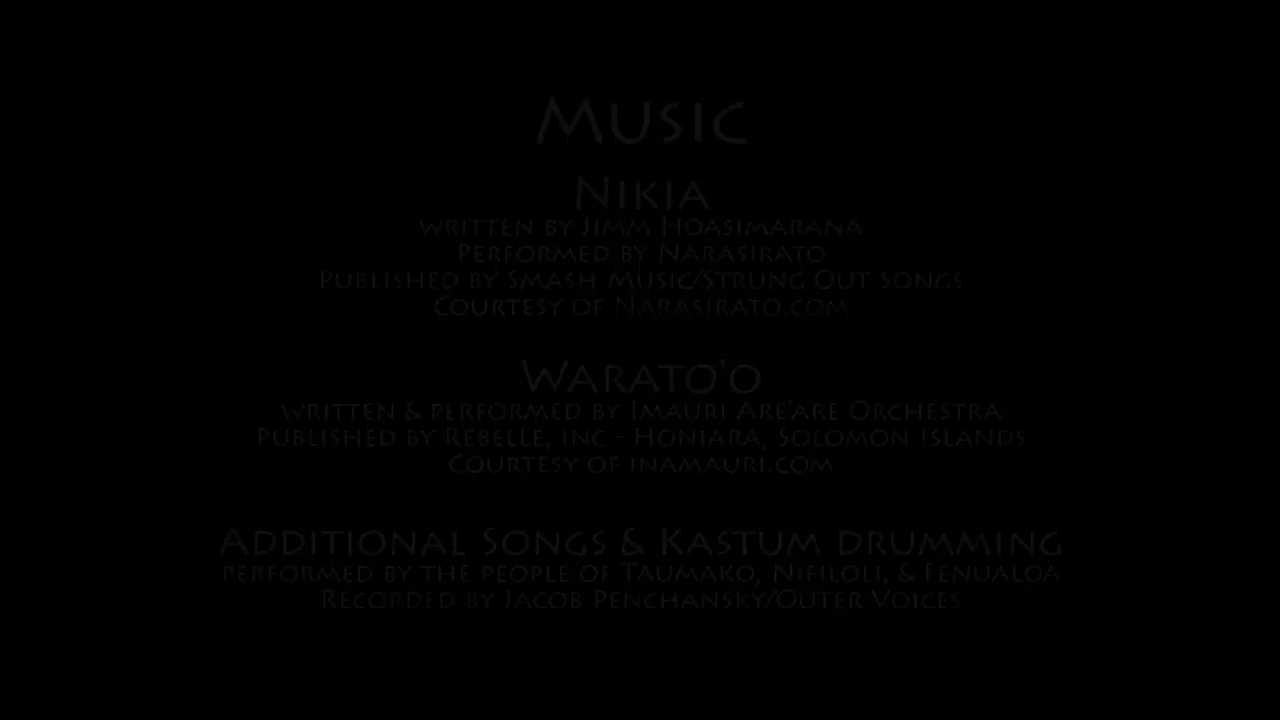 Music
Nikia
written by Jimm Hoasimarana
Performed by Narasirato
Published by Smash Music/Strung Out songs
Courtesy of Narasirato.com
Warato'o
written & performed by Imauri Are'are Orchestra
Published by Rebelle, inc - Honiara, Solomon Islands
Courtesy of inamauri.com
Additional Songs & Kastum drumming
performed by the people of Taumako, Nifiloli, & Fenualoa
Recorded by Jacob Penchansky/Outer Voices